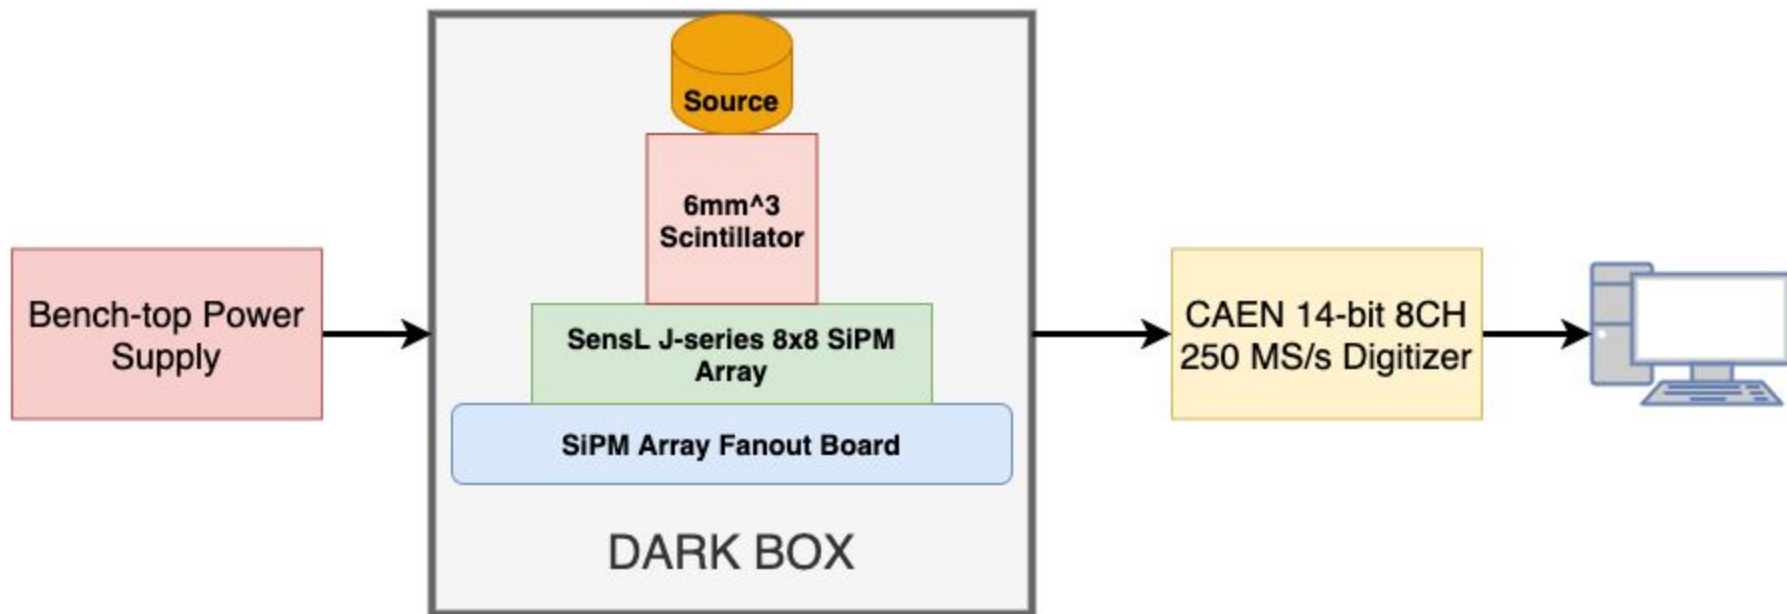 Bench-top Power
Supply
Source
6mm^3
Scintillator
SensL J-series 8x8 SiPM
Array
SiPM Array Fanout Board
DARK BOX
CAEN 14-bit 8CH
250 MS/s Digitizer